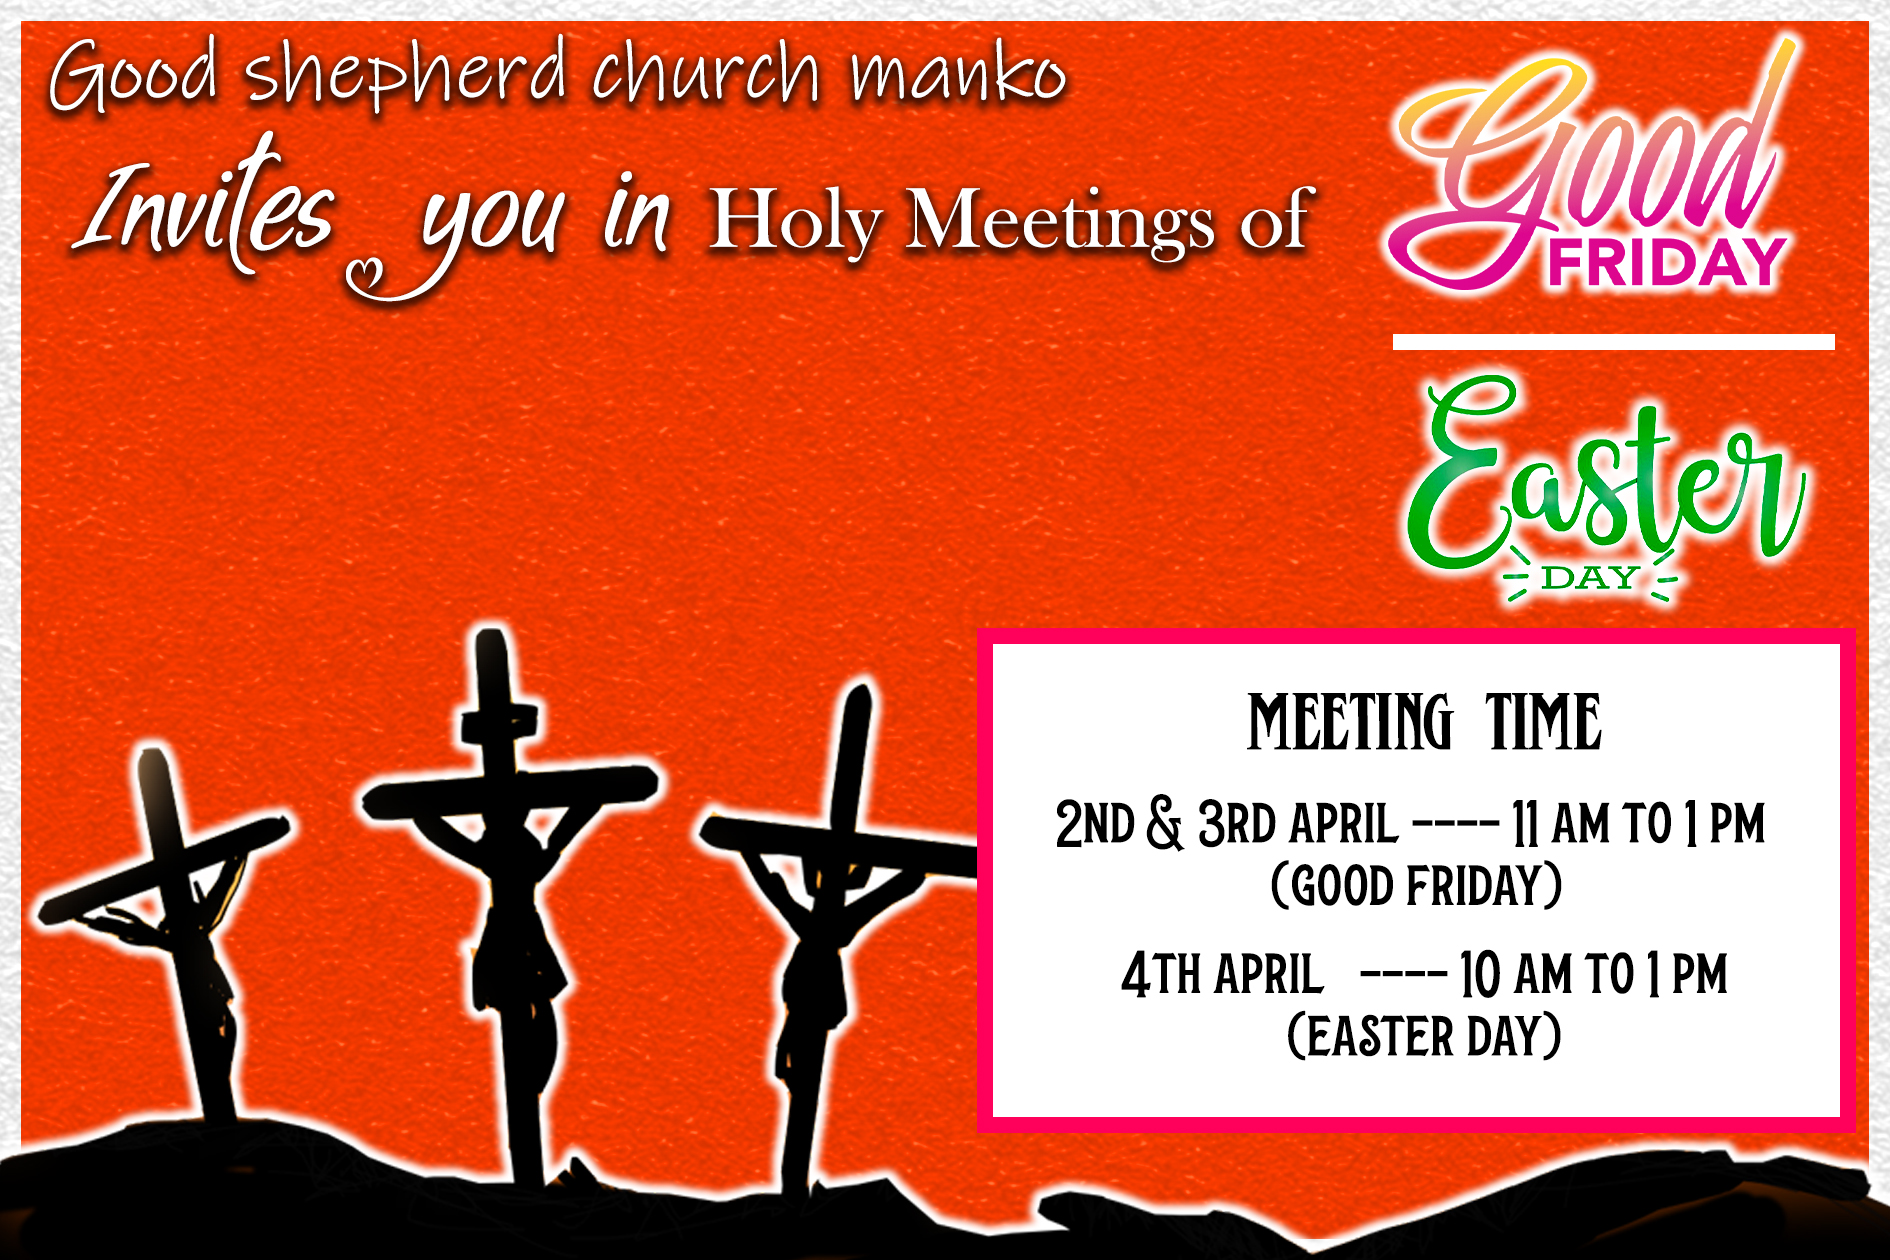 Good shepherd church manko
Invites you in Holy Meetings of
Good
FRIDAY
Easter
DAY
MEETING TIME
2ND & 3RD APRIL ---- 11 AM TO 1 PM
(GOOD FRIDAY)
4TH APRIL ---- 10 AM TO 1 PM
(EASTER DAY)